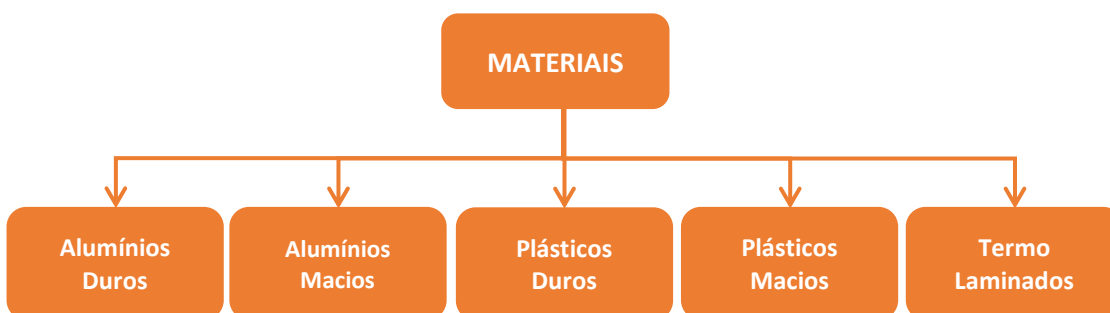 MATERIAIS
Alumínios
Duros
Alumínios
Macios
Plásticos
Duros
Plásticos
Macios
Termo
Laminados